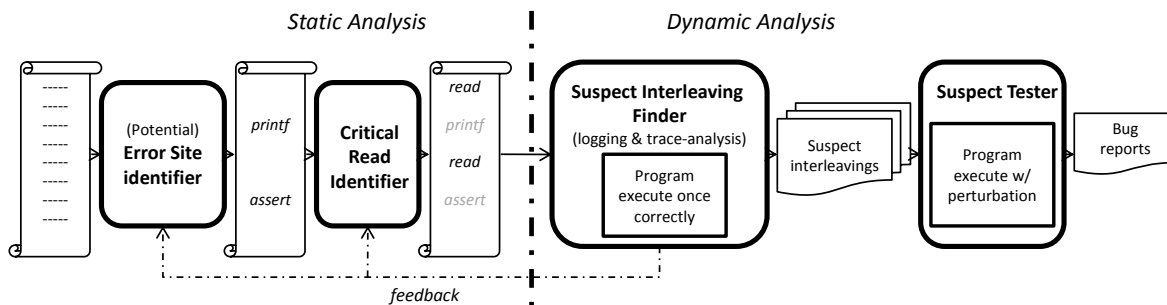 Static Analysis
Dynamic Analysis
-----
-----
-----
-----
-----
-----
-----
-----
(Potential)
Error Site
identifier
printf
assert
Critical
Read
Identifier
read
printf
read
assert
Suspect Interleaving
Finder
(logging & trace-analysis)
Program
execute once
correctly
Suspect
interleavings
Suspect Tester
Program
execute w/
perturbation
Bug
reports
feedback